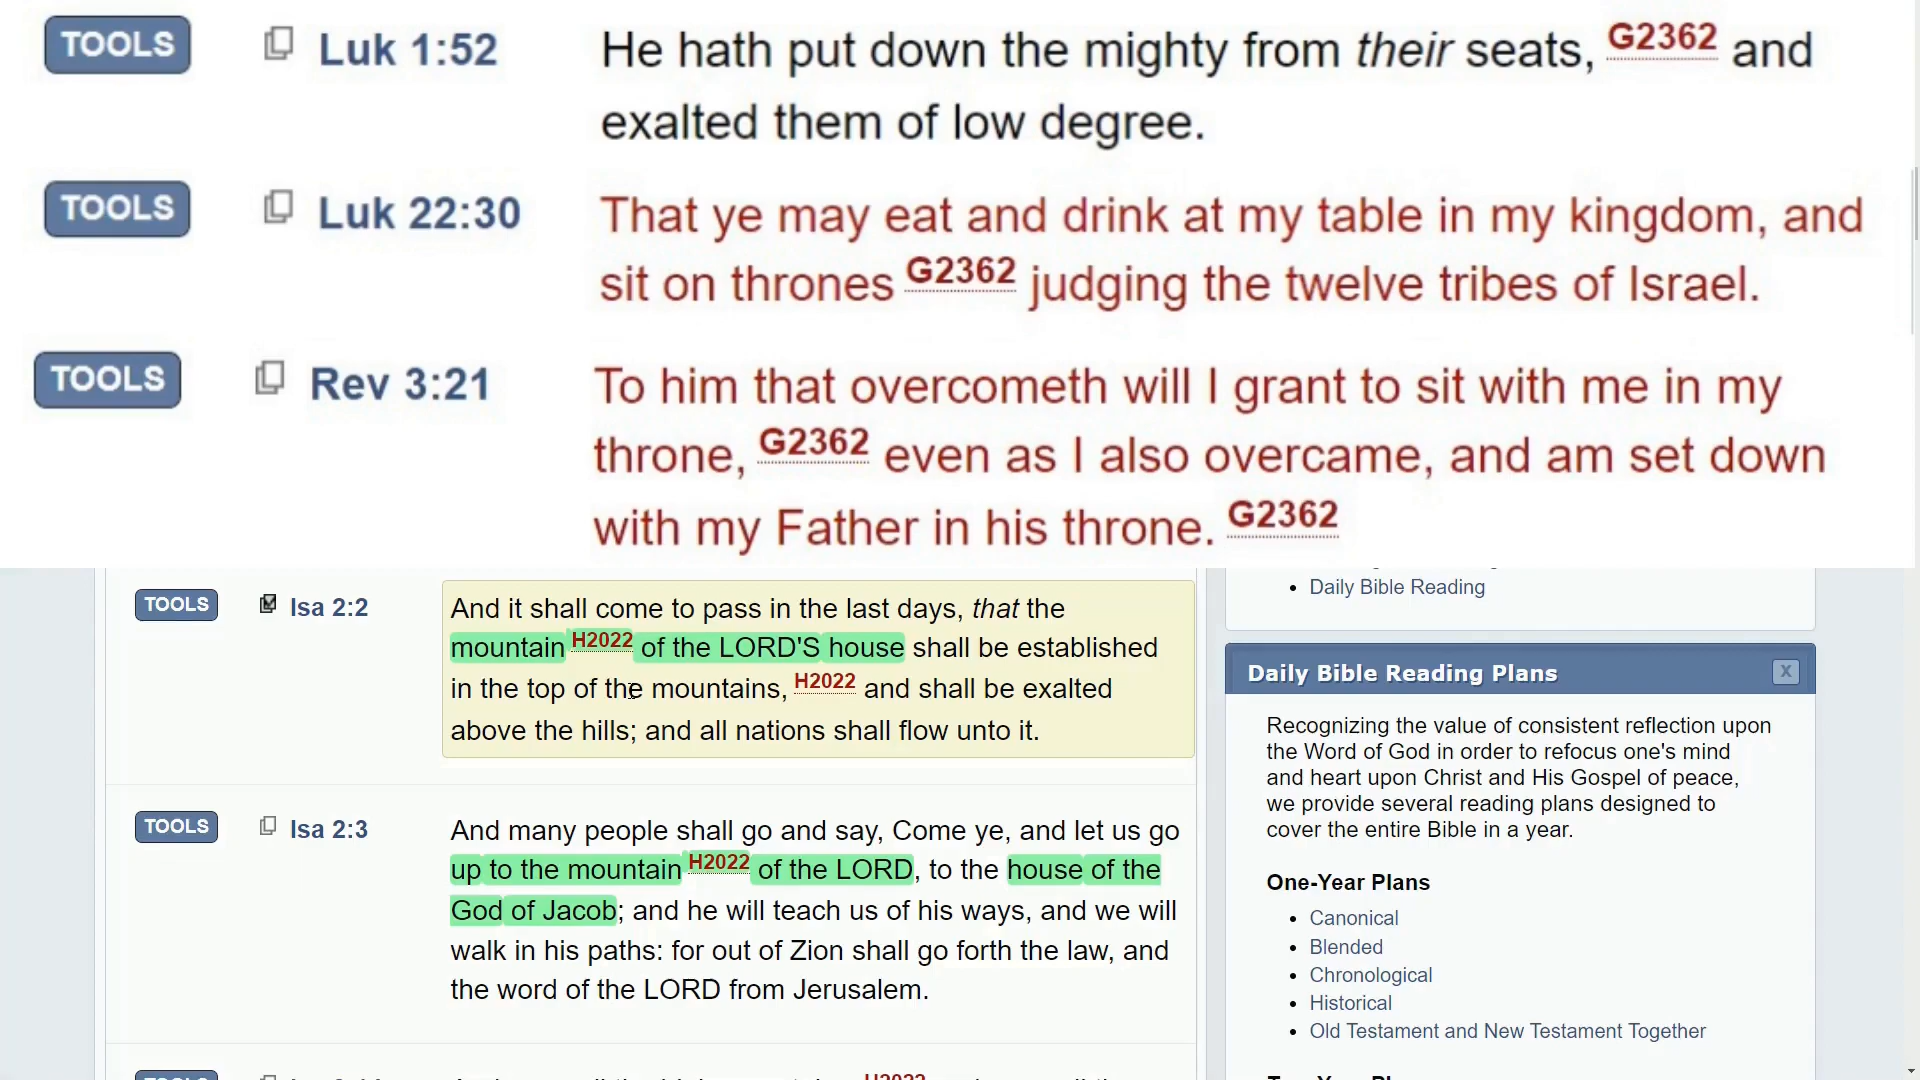 TOOLS Luk 1:52 He hath put down the mighty from their seats, G2362 and
exalted them of low degree.
TOOLS Luk 22:30 That ye may eat and drink at my table in my kingdom, and
sit on thrones G2362 judging the twelve tribes of Israel.
TOOLS Rev 3:21 To him that overcometh will I grant to sit with me in my
throne, G2362 even as I also overcame, and am set down
with my Father in his throne. G2362
TOOLS Isa 2:2 And it shall come to pass in the last days, that the
mountain H2022 of the LORD'S house shall be established
in the top of the mountains, H2022 and shall be exalted
above the hills; and all nations shall flow unto it.
TOOLS Isa 2:3 And many people shall go and say, Come ye, and let us go
up to the mountain H2022 of the LORD, to the house of the
God of Jacob; and he will teach us of his ways, and we will
walk in his paths: for out of Zion shall go forth the law, and
the word of the LORD from Jerusalem.
H2022
Daily Bible Reading
Daily Bible Reading Plans X
Recognizing the value of consistent reflection upon
the Word of God in order to refocus one's mind
and heart upon Christ and His Gospel of peace,
we provide several reading plans designed to
cover the entire Bible in a year.
One-Year Plans
Canonical
Blended
Chronological
Historical
Old Testament and New Testament Together